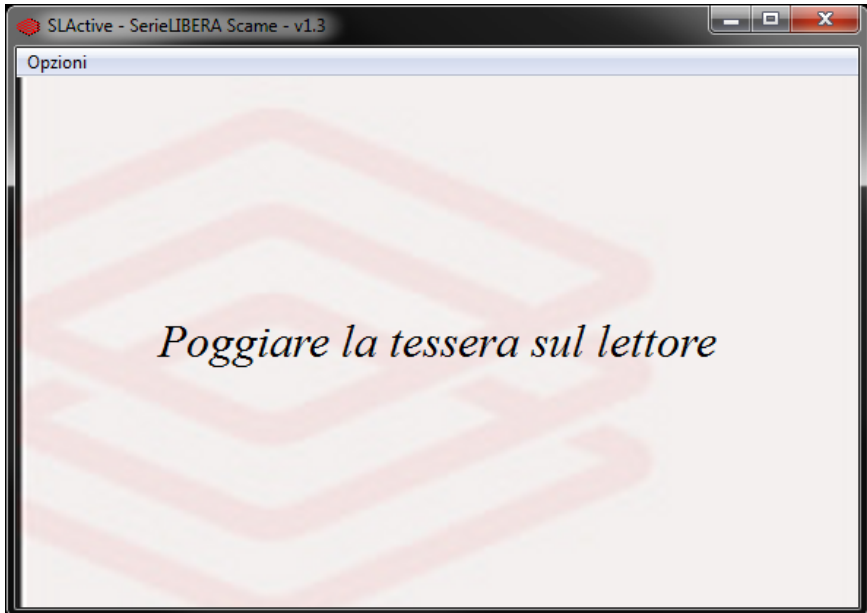 SLActive - SerieLIBERA Scame - v1.3
Opzioni
Poggiare la tessera sul lettore